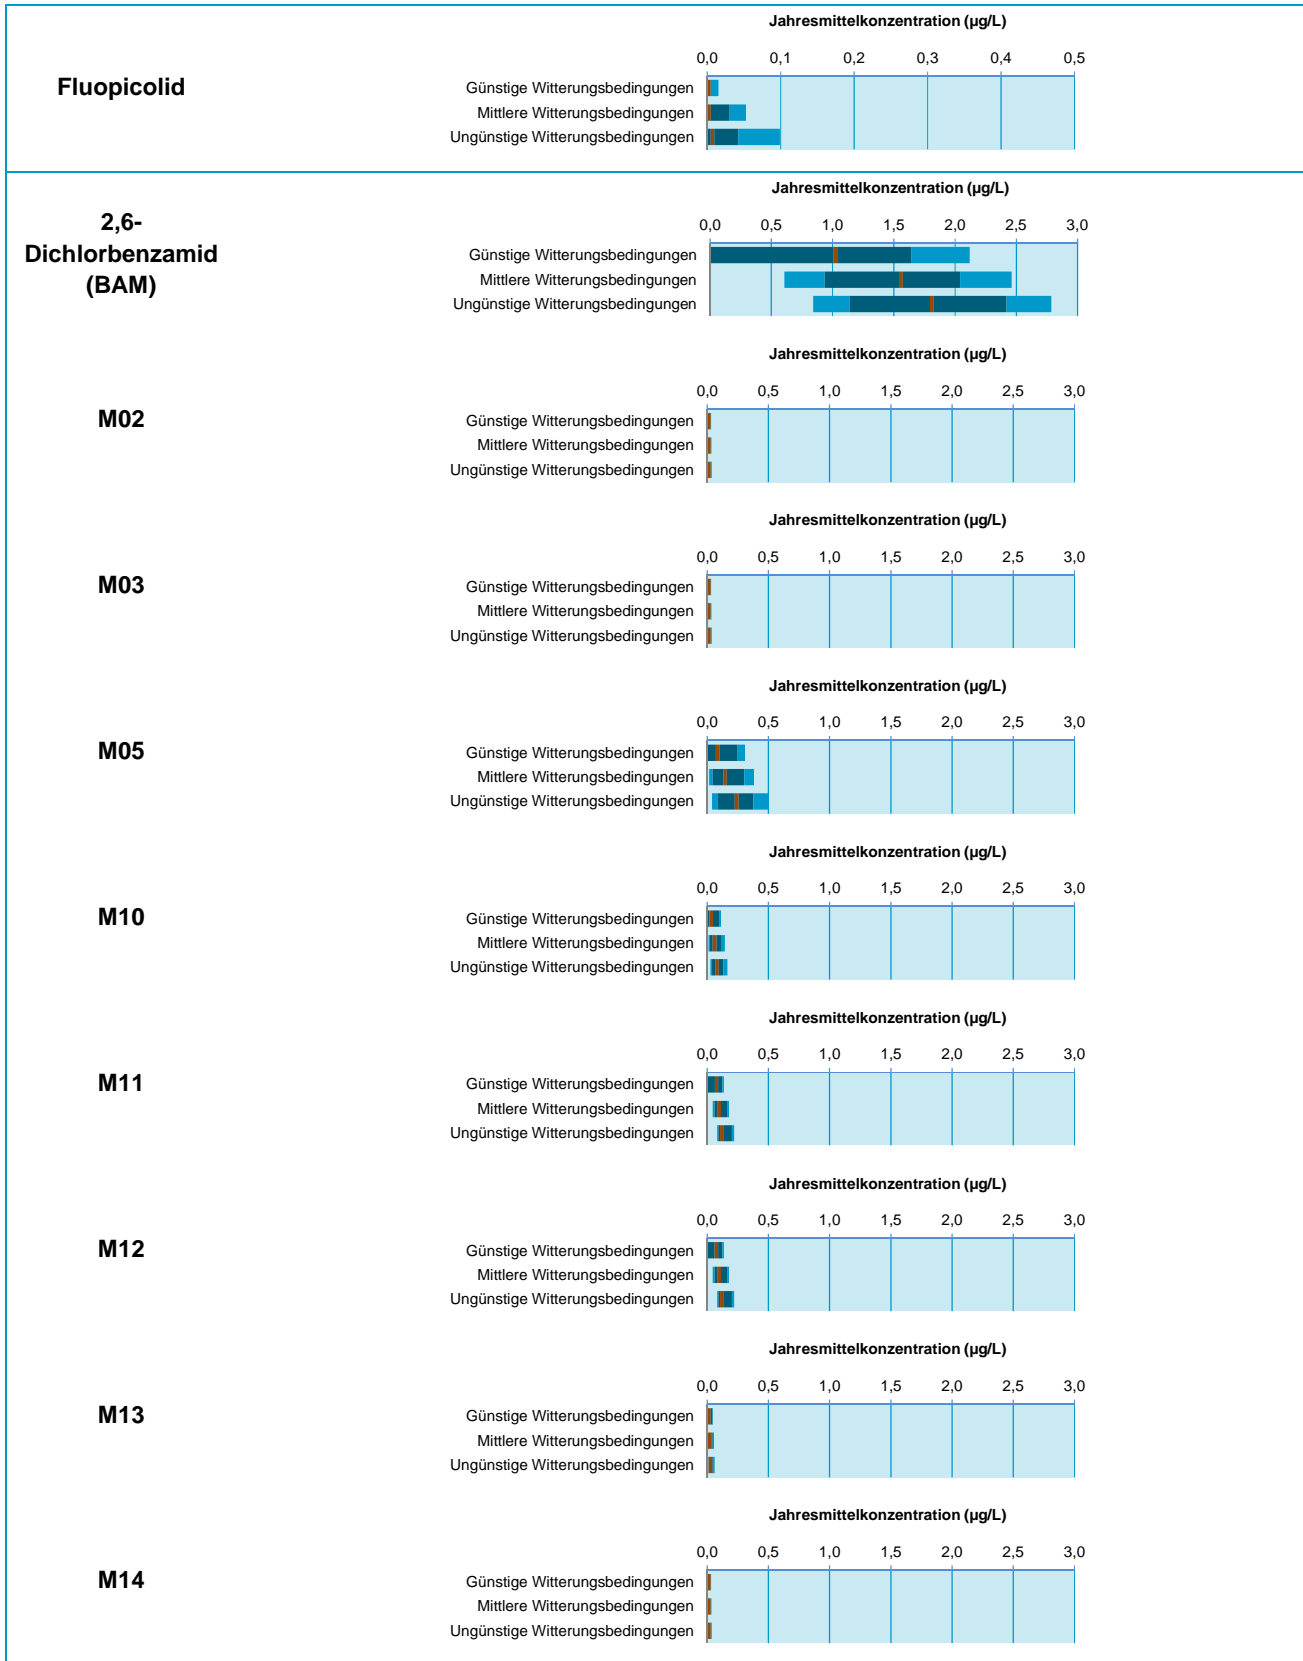 Jahresmittelkonzentration (µg/L)
0,0 0,1 0,2 0,3 0,4 0,5
Fluopicolid
Günstige Witterungsbedingungen
Mittlere Witterungsbedingungen
Ungünstige Witterungsbedingungen
Jahresmittelkonzentration (µg/L)
0,0 0,5 1,0 1,5 2,0 2,5 3,0
2,6-
Dichlorbenzamid
(BAM)
Günstige Witterungsbedingungen
Mittlere Witterungsbedingungen
Ungünstige Witterungsbedingungen
Jahresmittelkonzentration (µg/L)
0,0 0,5 1,0 1,5 2,0 2,5 3,0
M02
Günstige Witterungsbedingungen
Mittlere Witterungsbedingungen
Ungünstige Witterungsbedingungen
Jahresmittelkonzentration (µg/L)
0,0 0,5 1,0 1,5 2,0 2,5 3,0
M03
Günstige Witterungsbedingungen
Mittlere Witterungsbedingungen
Ungünstige Witterungsbedingungen
Jahresmittelkonzentration (µg/L)
0,0 0,5 1,0 1,5 2,0 2,5 3,0
M05
Günstige Witterungsbedingungen
Mittlere Witterungsbedingungen
Ungünstige Witterungsbedingungen
Jahresmittelkonzentration (µg/L)
0,0 0,5 1,0 1,5 2,0 2,5 3,0
M10
Günstige Witterungsbedingungen
Mittlere Witterungsbedingungen
Ungünstige Witterungsbedingungen
Jahresmittelkonzentration (µg/L)
0,0 0,5 1,0 1,5 2,0 2,5 3,0
M11
Günstige Witterungsbedingungen
Mittlere Witterungsbedingungen
Ungünstige Witterungsbedingungen
Jahresmittelkonzentration (µg/L)
0,0 0,5 1,0 1,5 2,0 2,5 3,0
M12
Günstige Witterungsbedingungen
Mittlere Witterungsbedingungen
Ungünstige Witterungsbedingungen
Jahresmittelkonzentration (µg/L)
0,0 0,5 1,0 1,5 2,0 2,5 3,0
M13
Günstige Witterungsbedingungen
Mittlere Witterungsbedingungen
Ungünstige Witterungsbedingungen
Jahresmittelkonzentration (µg/L)
0,0 0,5 1,0 1,5 2,0 2,5 3,0
M14
Günstige Witterungsbedingungen
Mittlere Witterungsbedingungen
Ungünstige Witterungsbedingungen